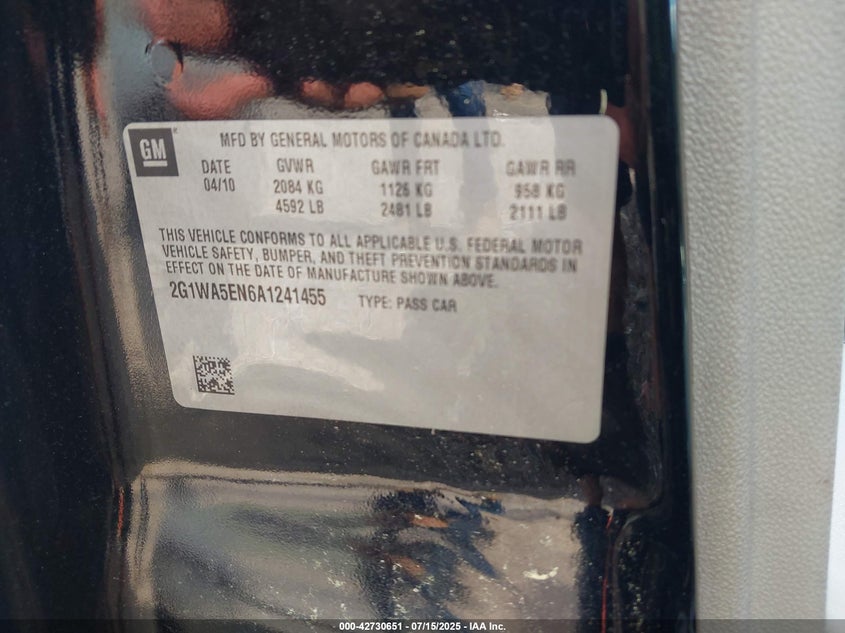 GM
MFD BY GENERAL MOTORS OF CANADA LTD.
DATE GVWR GAWR FRT GAWR RR
04/10 2084 KG 1126 KG 958 KG
4592 LB 2481 LB 2111 LB
THIS VEHICLE CONFORMS TO ALL APPLICABLE U.S. FEDERAL MOTOR
VEHICLE SAFETY, BUMPER, AND THEFT PREVENTION STANDARDS IN
EFFECT ON THE DATE OF MANUFACTURE SHOWN ABOVE.
2G1WA5EN6A1241455 TYPE: PASS CAR
000-42730651 - 07/15/2025 - IAA Inc.